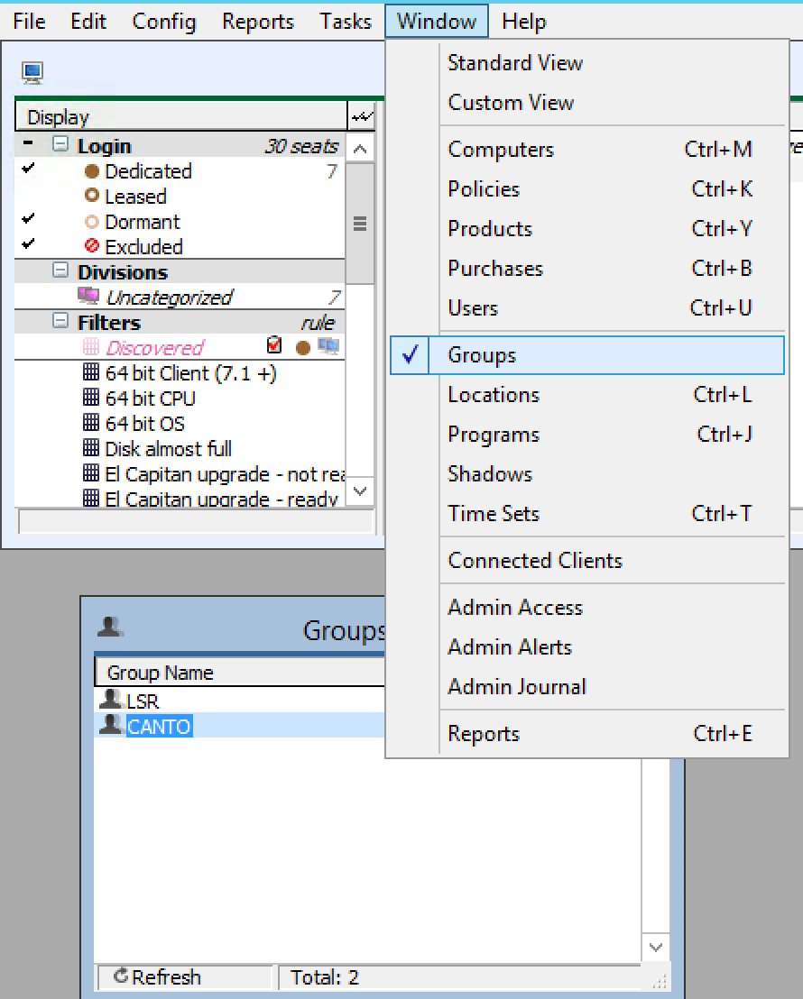 File Edit Config Reports Tasks Window Help
Display
Login 30 seats
Dedicated 7
Leased
Dormant
Excluded
Divisions
Uncategorized 7
Filters rule
Discovered
64 bit Client (7.1 +)
64 bit CPU
64 bit OS
Disk almost full
El Capitan upgrade - not rea
El Capitan upgrade - ready
Standard View
Custom View
Computers Ctrl+M
Policies Ctrl+K
Products Ctrl+Y
Purchases Ctrl+B
Users Ctrl+U
Groups
Locations Ctrl+L
Programs Ctrl+J
Shadows
Time Sets Ctrl+T
Connected Clients
Admin Access
Admin Alerts
Admin Journal
Reports Ctrl+E
Groups
Group Name
LSR
CANTO
Refresh Total: 2